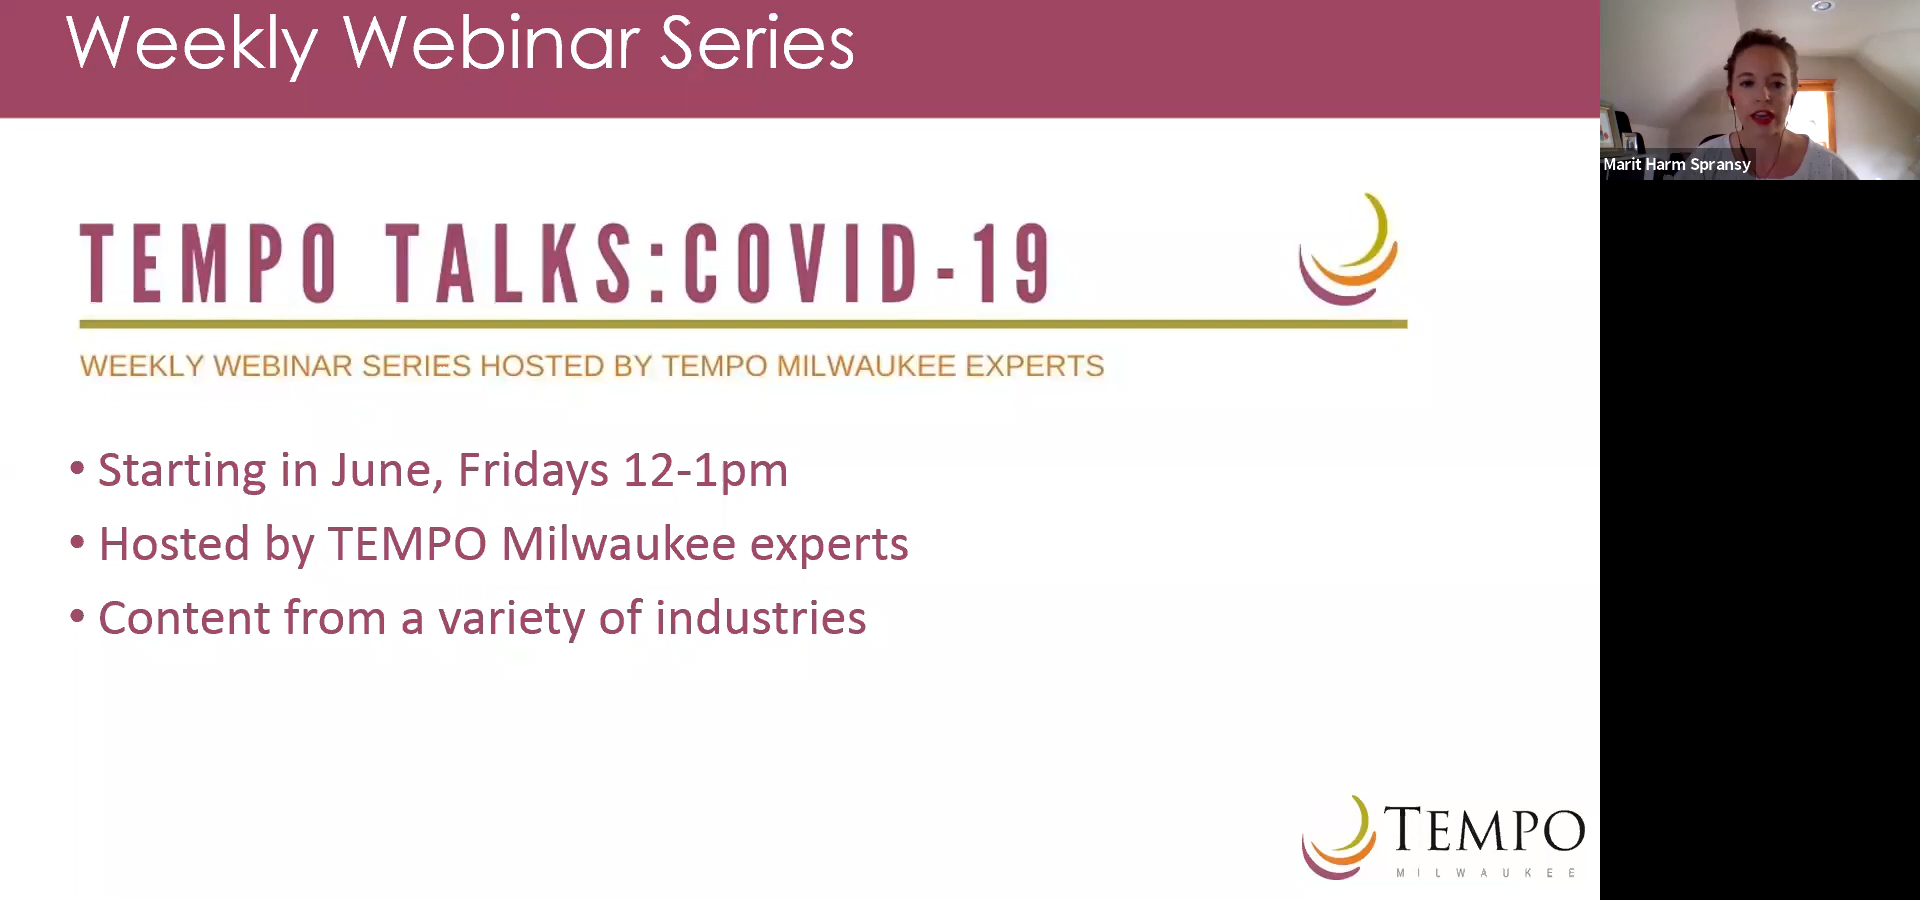 Weekly Webinar Series
Marit Harm Spransy
TEMPO TALKS:COVID-19
WEEKLY WEBINAR SERIES HOSTED BY TEMPO MILWAUKEE EXPERTS
• Starting in June, Fridays 12-1pm
• Hosted by TEMPO Milwaukee experts
• Content from a variety of industries
TEMPO
MILWAUKEE